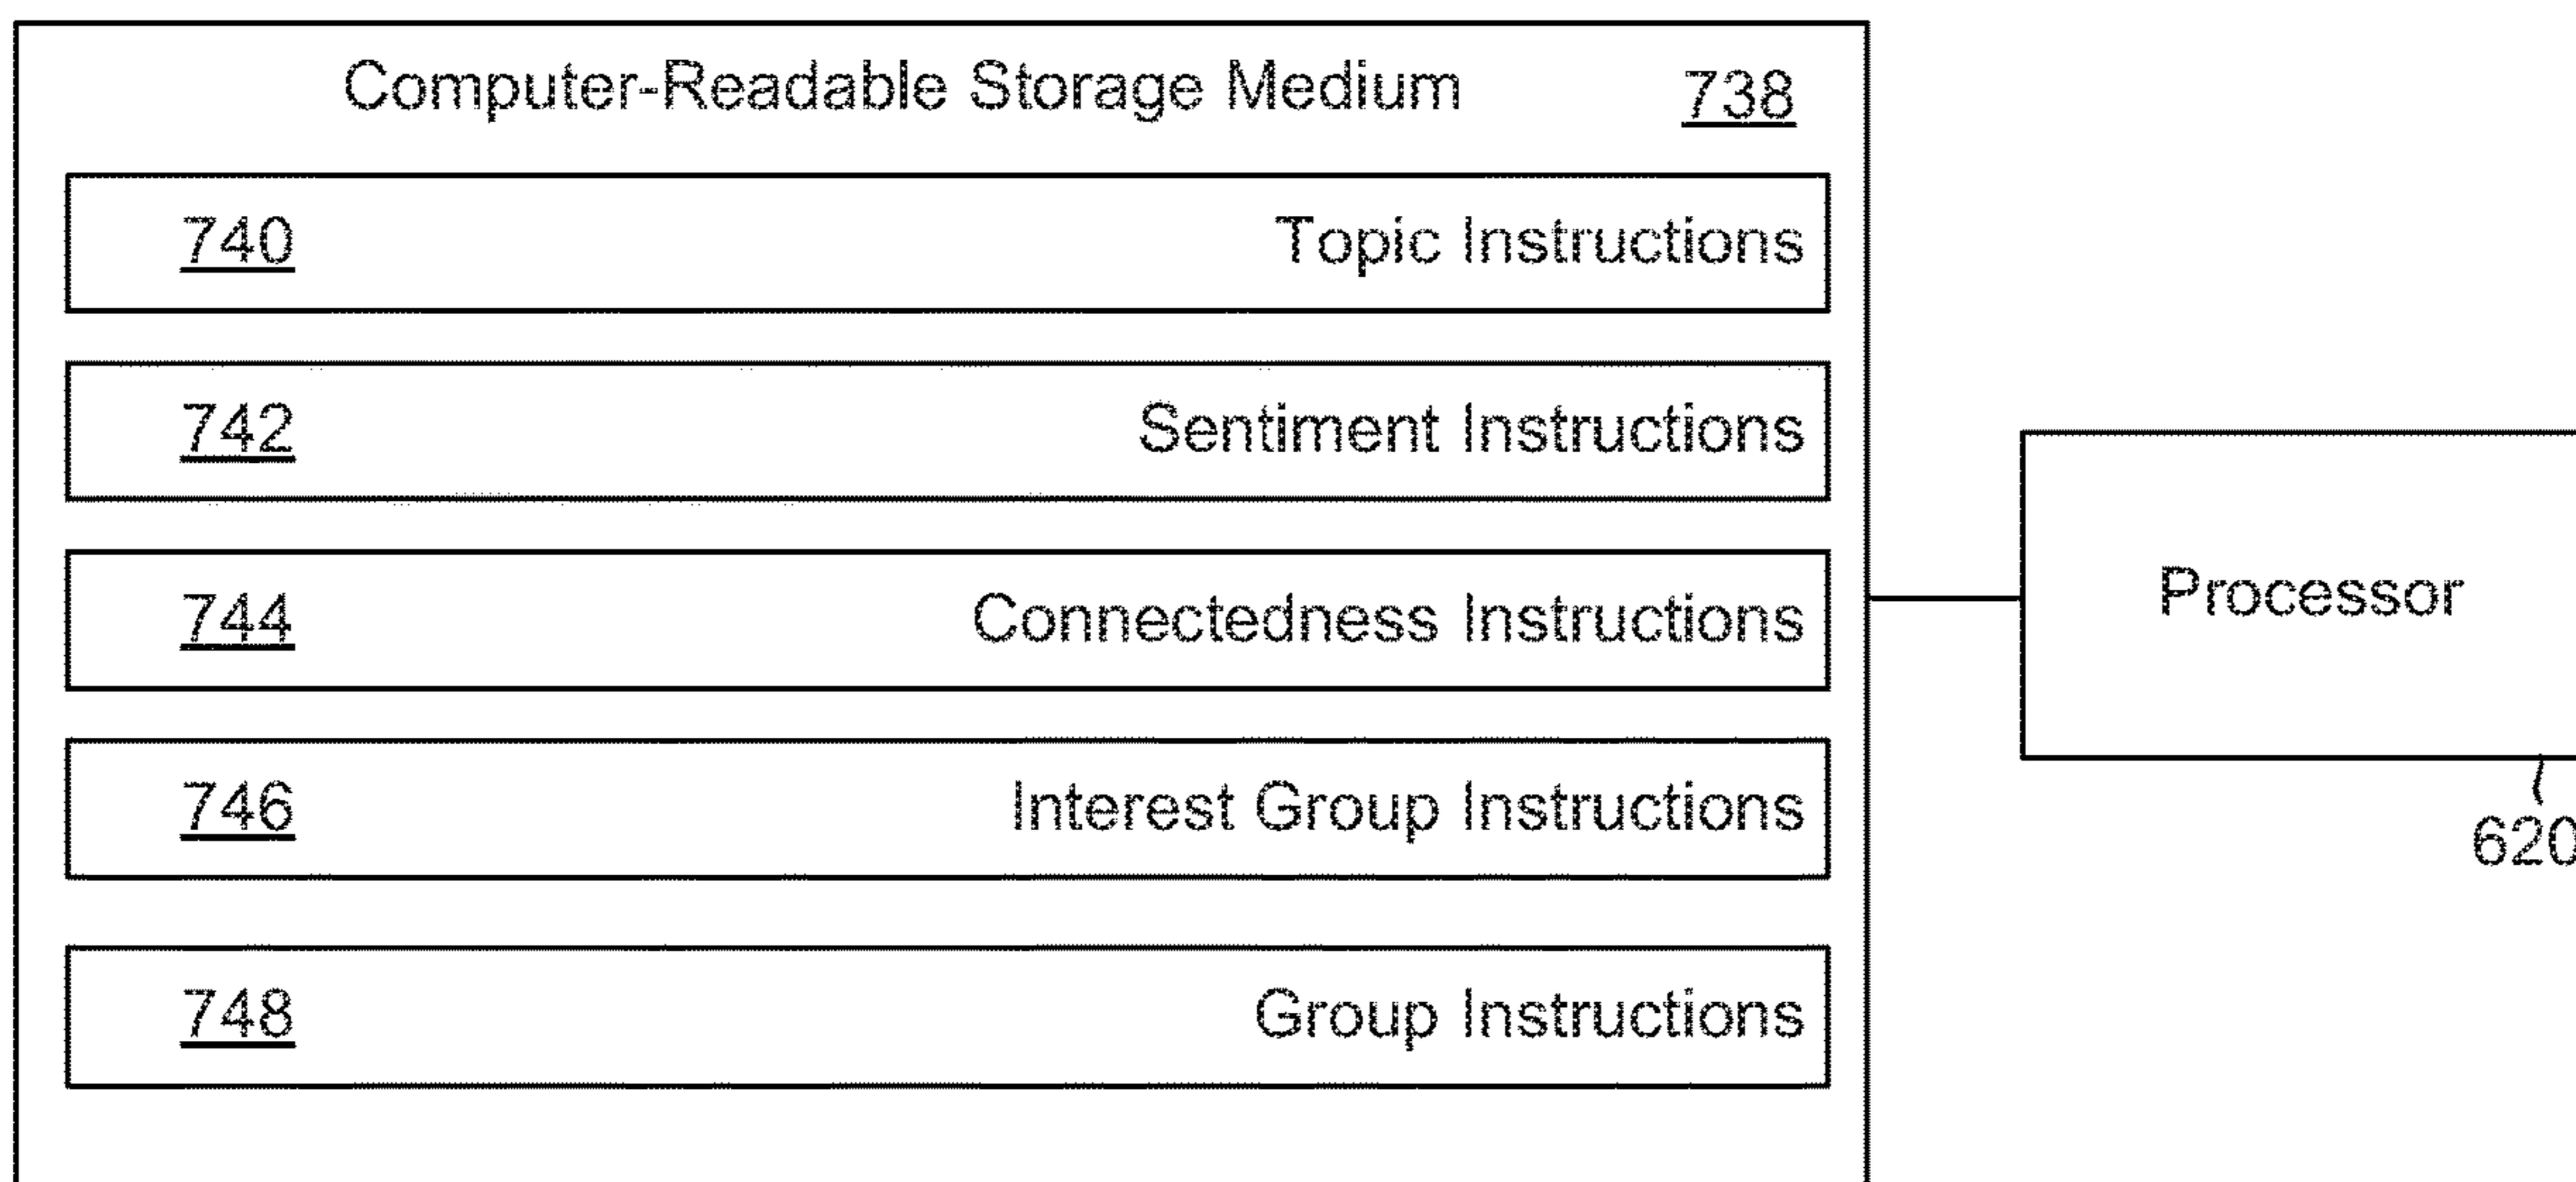 Computer-Readable Storage Medium 738
740 Topic Instructions
742 Sentiment Instructions
744 Connectedness Instructions
Processor
746 Interest Group Instructions
620
748 Group Instructions